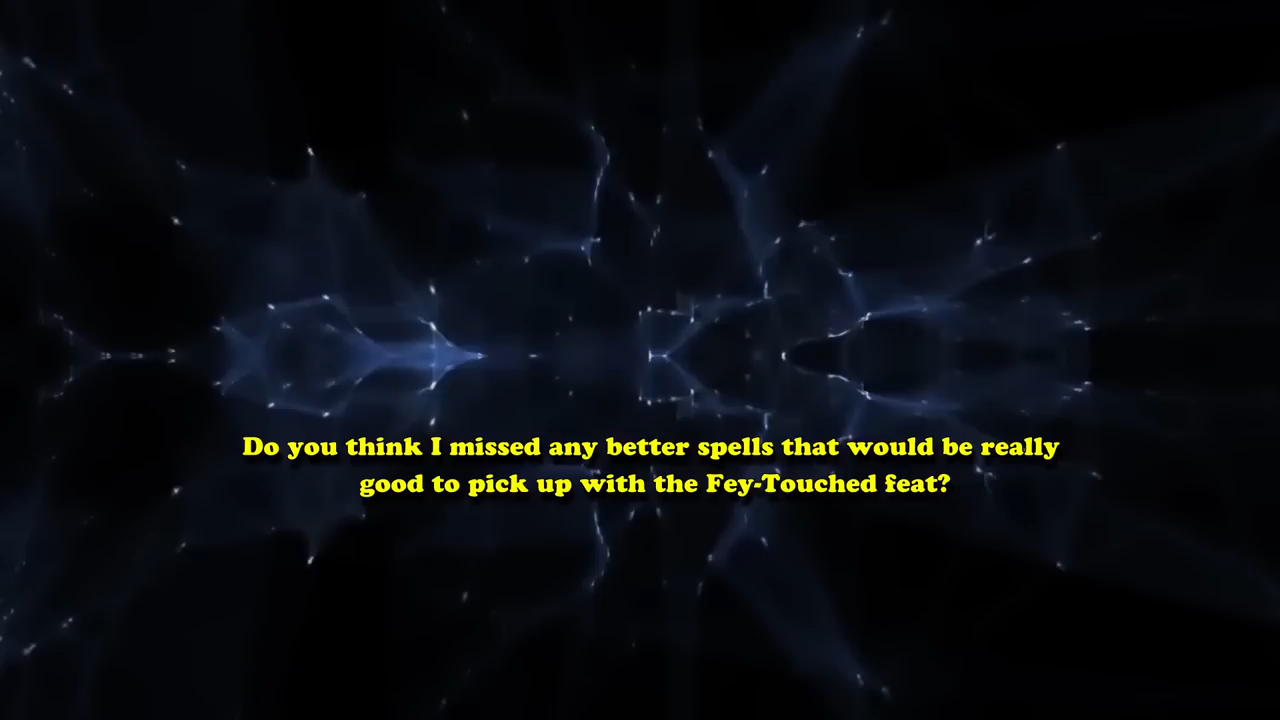 Do you think I missed any better spells that would be really
good to pick up with the Fey-Touched feat?